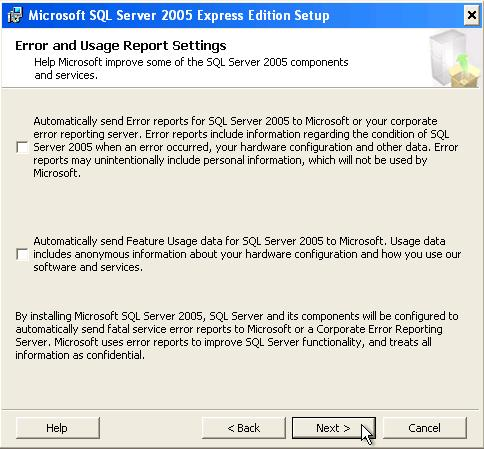 Microsoft SQL Server 2005 Express Edition Setup
Error and Usage Report Settings
Help Microsoft improve some of the SQL Server 2005 components
and services.
Automatically send Error reports for SQL Server 2005 to Microsoft or your corporate
error reporting server. Error reports include information regarding the condition of SQL
Server 2005 when an error occurred, your hardware configuration and other data. Error
reports may unintentionally include personal information, which will not be used by
Microsoft.
Automatically send Feature Usage data for SQL Server 2005 to Microsoft. Usage data
includes anonymous information about your hardware configuration and how you use our
software and services.
By installing Microsoft SQL Server 2005, SQL Server and its components will be configured to
automatically send fatal service error reports to Microsoft or a Corporate Error Reporting
Server. Microsoft uses error reports to improve SQL Server functionality, and treats all
information as confidential.
Help < Back Next > Cancel